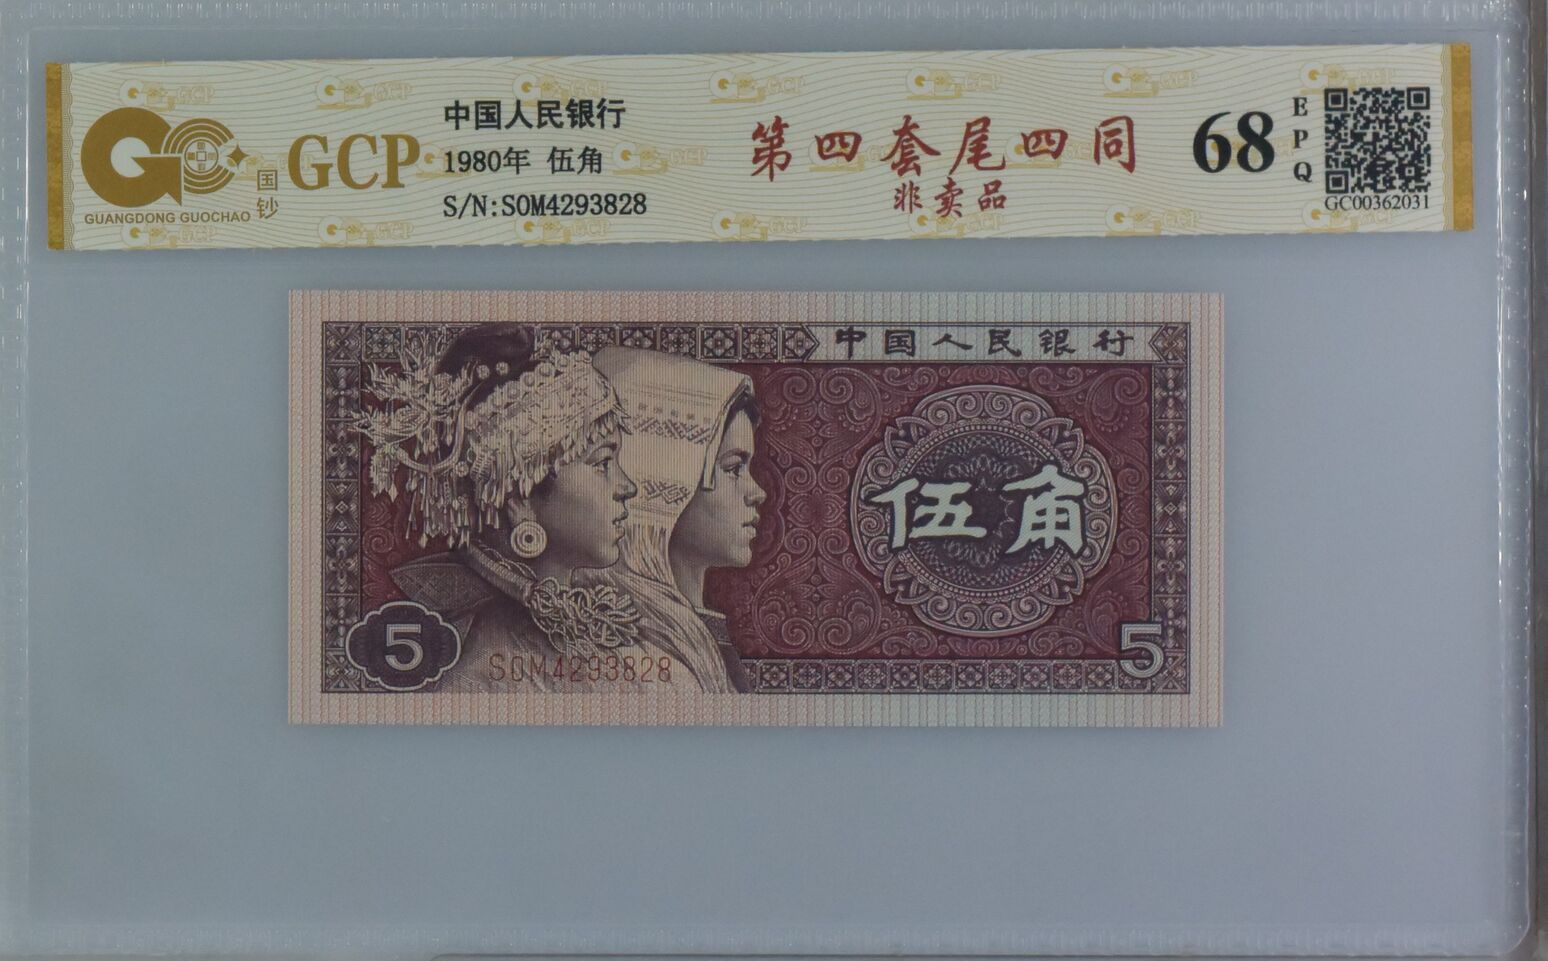 GCP
国钞
GUANGDONG GUOCHAO
中国人民银行
1980年 伍角
S/N:SOM4293828
第四套尾四同
非卖品
68
EPQ
GC00362031
中国人民银行
伍角
5
SOM4293828
5